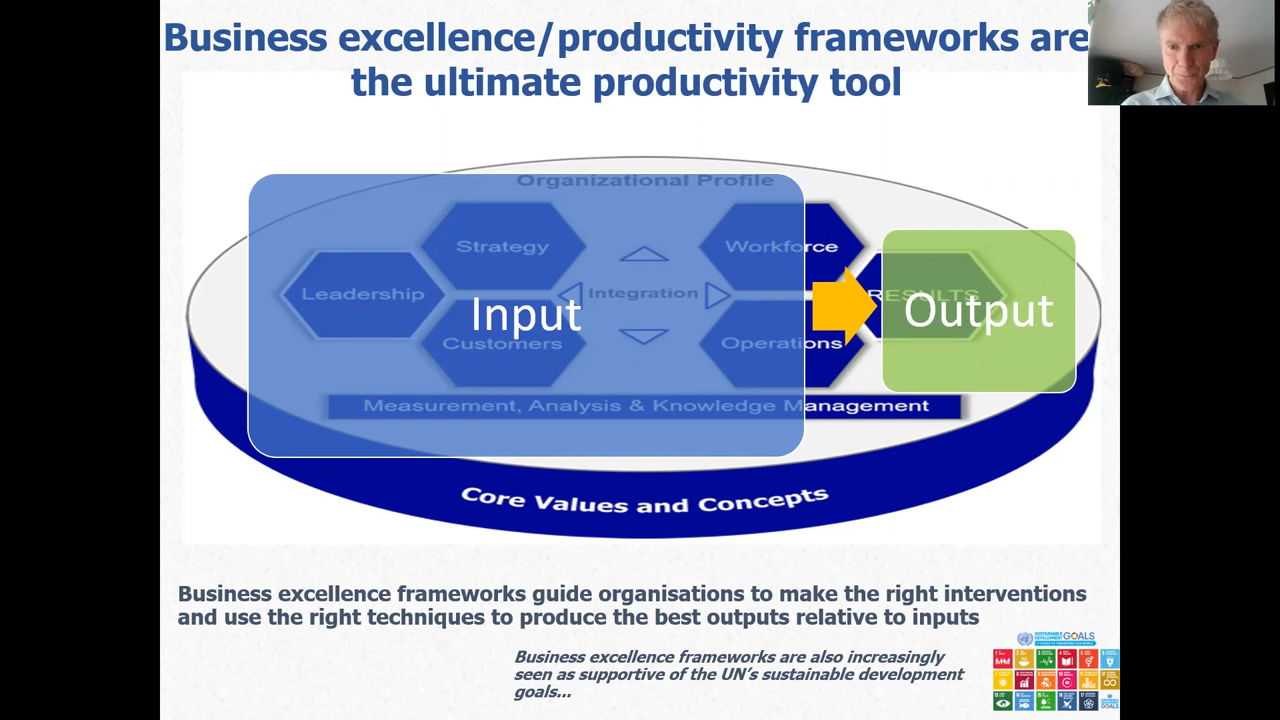 Business excellence/productivity frameworks are
the ultimate productivity tool
Organizational Profile
Strategy
Workforce
Leadership
Integration
RESULTS
Input
Output
Customers
Operations
Measurement, Analysis & Knowledge Management
Core Values and Concepts
Business excellence frameworks guide organisations to make the right interventions
and use the right techniques to produce the best outputs relative to inputs
SUSTAINABLE DEVELOPMENT GOALS
Business excellence frameworks are also increasingly
seen as supportive of the UN's sustainable development
goals...